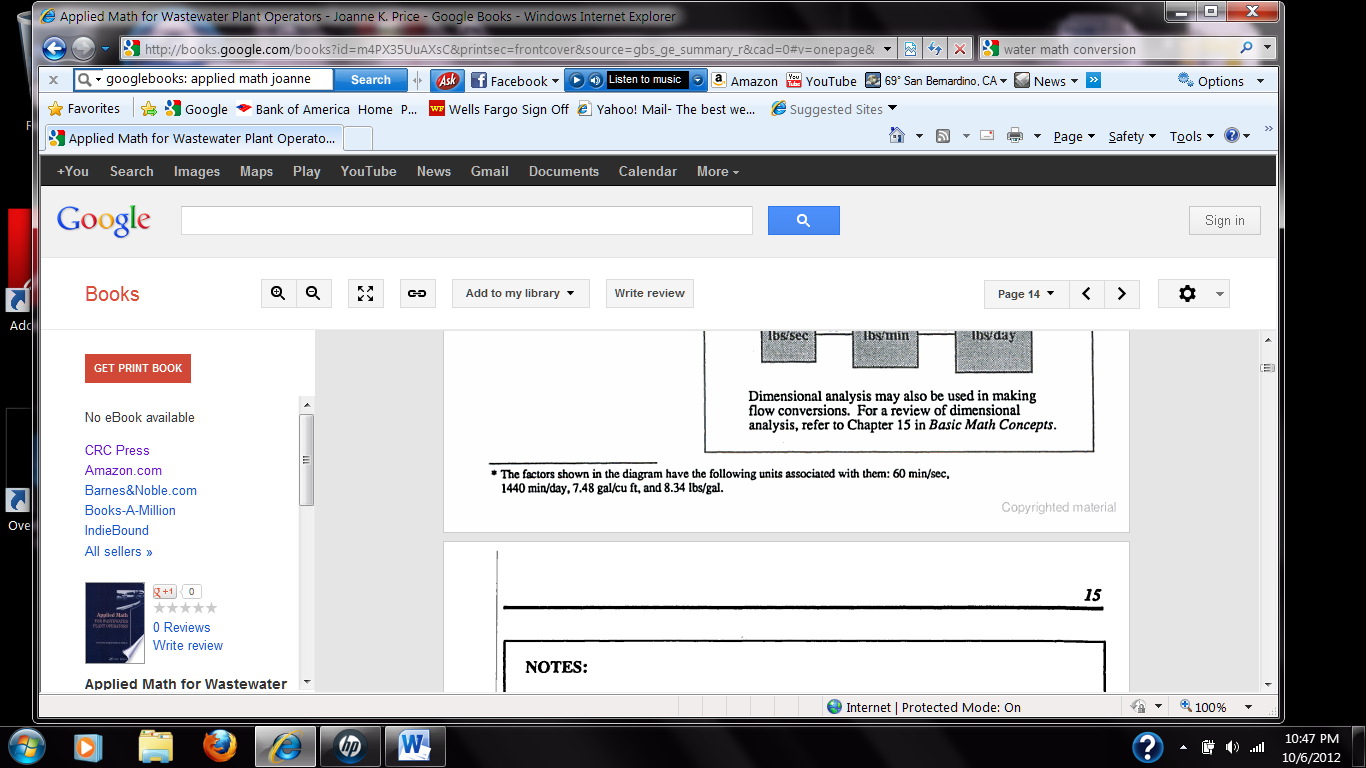 Applied Math for Wastewater Plant Operators - Joanne K. Price - Google Books - Windows Internet Explorer
http://books.google.com/books?id=m4PX35UuAXsC&printsec=frontcover&source=gbs_ge_summary_r&cad=0#v=onepage&
water math conversion
googlebooks: applied math joanne
Search
Ask
Facebook
Listen to music
Amazon
YouTube
69° San Bernardino, CA
News
Options
Favorites
Google
Bank of America Home P...
Wells Fargo Sign Off
Yahoo! Mail- The best we...
Suggested Sites
Applied Math for Wastewater Plant Operato...
Page
Safety
Tools
+You Search Images Maps Play YouTube News Gmail Documents Calendar More
Google
Sign in
Books
Add to my library
Write review
Page 14
GET PRINT BOOK
No eBook available
CRC Press
Amazon.com
Barnes&Noble.com
Books-A-Million
IndieBound
All sellers »
+1 0
0 Reviews
Write review
Applied Math for Wastewater
lbs/sec lbs/min lbs/day
Dimensional analysis may also be used in making
flow conversions. For a review of dimensional
analysis, refer to Chapter 15 in Basic Math Concepts.
* The factors shown in the diagram have the following units associated with them: 60 min/sec,
1440 min/day, 7.48 gal/cu ft, and 8.34 lbs/gal.
Copyrighted material
15
NOTES:
Internet | Protected Mode: On
100%
Ove
hp
10:47 PM
10/6/2012